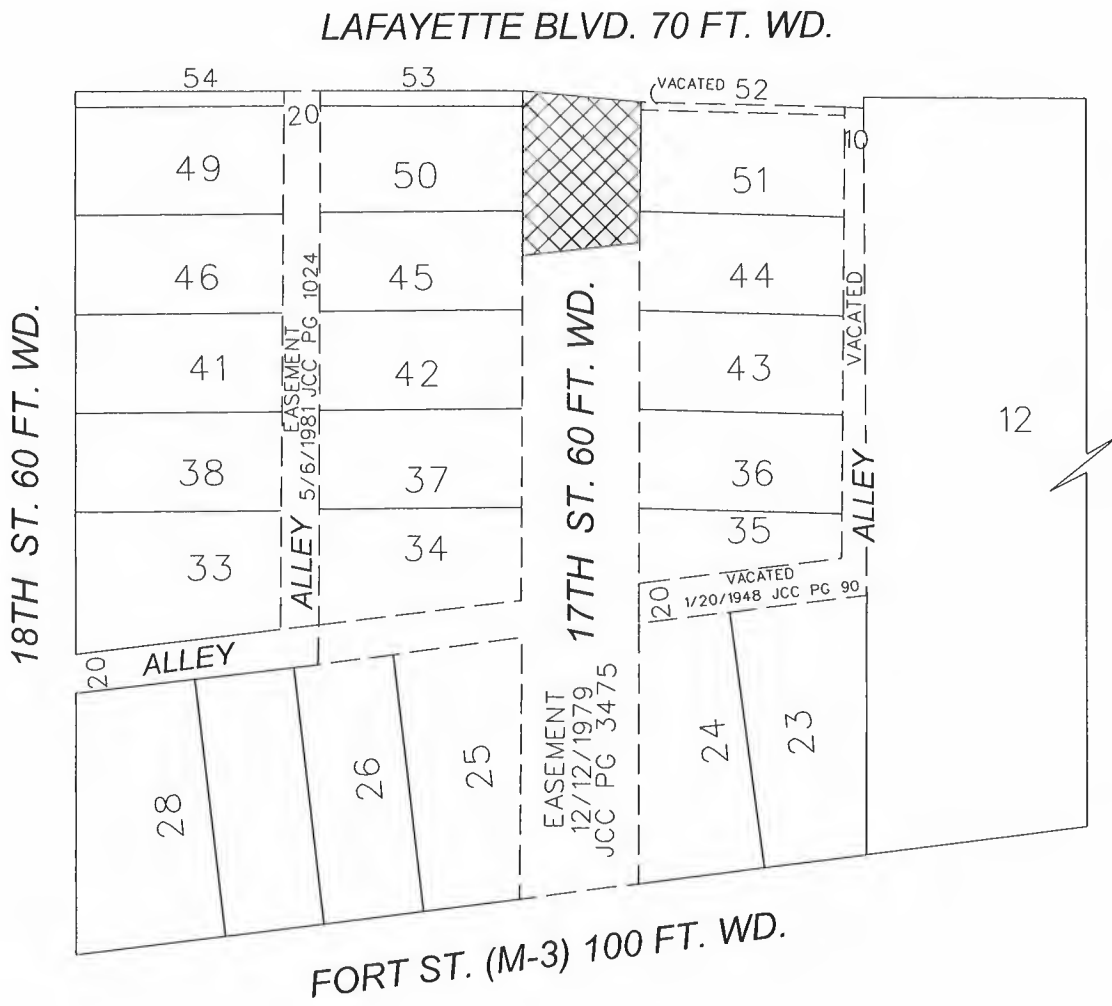 LAFAYETTE BLVD. 70 FT. WD.
54
53
VACATED 52
20
10
49
50
51
46
45
44
41
42
43
38
37
36
33
34
35
12
18TH ST. 60 FT. WD.
EASEMENT
ALLEY 5/6/1981 JCC PG 1024
17TH ST. 60 FT. WD.
VACATED
ALLEY
VACATED
20 1/20/1948 JCC PG 90
20
ALLEY
28
26
25
EASEMENT
12/12/1979
JCC PG 3475
24
23
FORT ST. (M-3) 100 FT. WD.